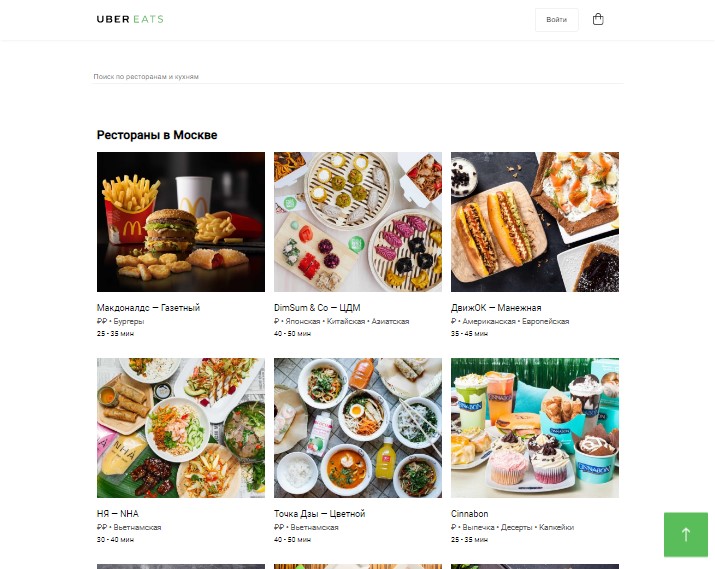 UBER EATS
Войти
Поиск по ресторанам и кухням
Рестораны в Москве
Макдоналдс — Газетный
₽₽ • Бургеры
25 - 35 мин
DimSum & Co — ЦДМ
₽ • Японская • Китайская • Азиатская
40 - 50 мин
ДвижОК — Манежная
₽ • Американская • Европейская
35 - 45 мин
НЯ — NHA
₽₽ • Вьетнамская
30 - 40 мин
Точка Дзы — Цветной
₽₽ • Вьетнамская
40 - 50 мин
CINNABON
CINNABON
Cinnabon
₽ • Выпечка • Десерты • Капкейки
25 - 35 мин